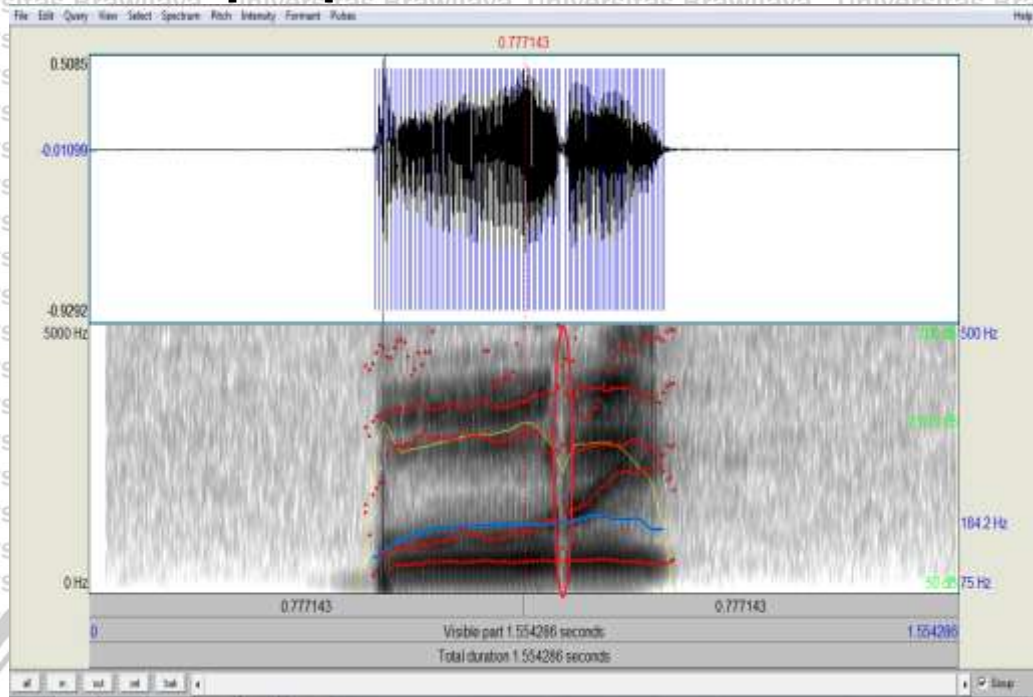 File Edit Query View Select Spectrum Pitch Intensity Formant Pulses Help
0.777143
0.5085
-0.01099
-0.9292
5000 Hz
500 Hz
184.2 Hz
0 Hz
50 dB 75 Hz
0.777143 0.777143
0 Visible part 1.554286 seconds 1.554286
Total duration 1.554286 seconds
all in out sel bak Group